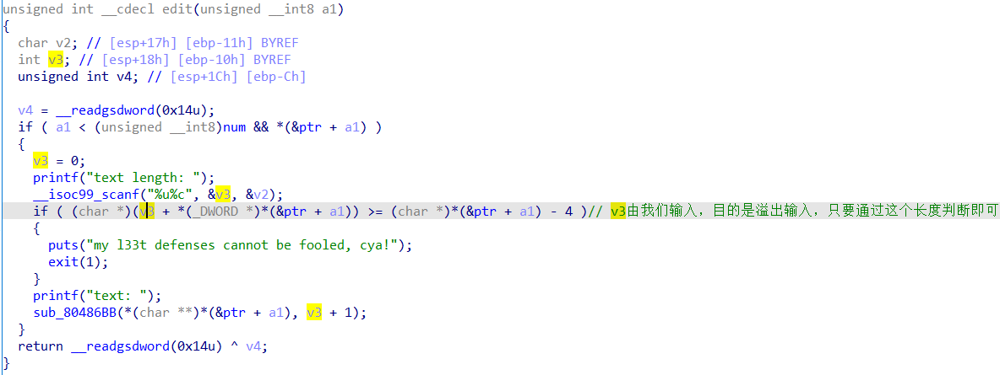 unsigned int __cdecl edit(unsigned __int8 a1)
{
  char v2; // [esp+17h] [ebp-11h] BYREF
  int v3; // [esp+18h] [ebp-10h] BYREF
  unsigned int v4; // [esp+1Ch] [ebp-Ch]

  v4 = __readgsdword(0x14u);
  if ( a1 < (unsigned __int8)num && *(&ptr + a1) )
  {
    v3 = 0;
    printf("text length: ");
    __isoc99_scanf("%u%c", &v3, &v2);
    if ( (char *)(v3 + *(_DWORD *)*(&ptr + a1)) >= (char *)*(&ptr + a1) - 4 )// v3由我们输入，目的是溢出输入，只要通过这个长度判断即可
    {
      puts("my l33t defenses cannot be fooled, cya!");
      exit(1);
    }
    printf("text: ");
    sub_80486BB(*(char **)*(&ptr + a1), v3 + 1);
  }
  return __readgsdword(0x14u) ^ v4;
}